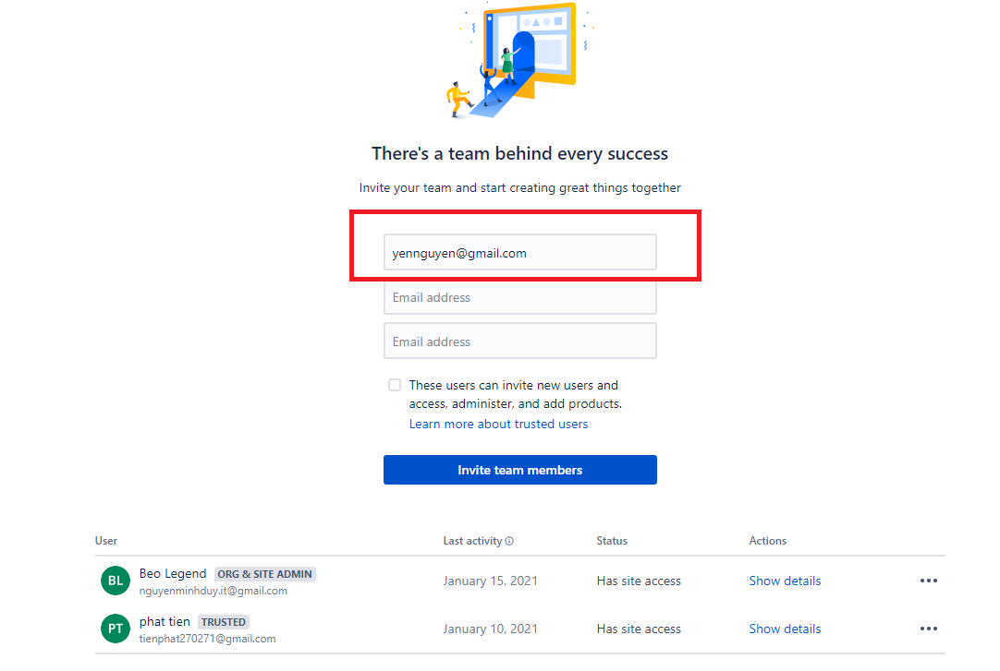 There's a team behind every success
Invite your team and start creating great things together
yennguyen@gmail.com
Email address
Email address
These users can invite new users and
access, administer, and add products.
Learn more about trusted users
Invite team members
User Last activity Status Actions
BL Beo Legend ORG & SITE ADMIN
nguyenminhduy.it@gmail.com
January 15, 2021 Has site access Show details
PT phat tien TRUSTED
tienphat270271@gmail.com
January 10, 2021 Has site access Show details